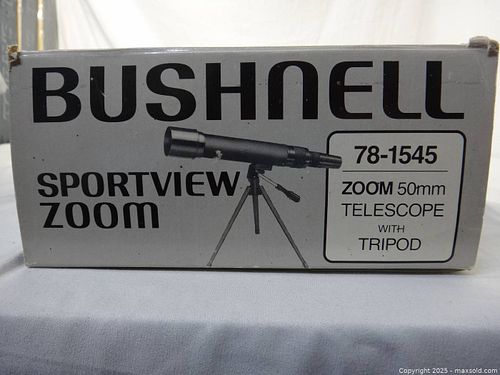 BUSHNELL
SPORTVIEW
ZOOM
78-1545
ZOOM 50mm
TELESCOPE
WITH
TRIPOD
Copyright © 2025 - maxsold.com